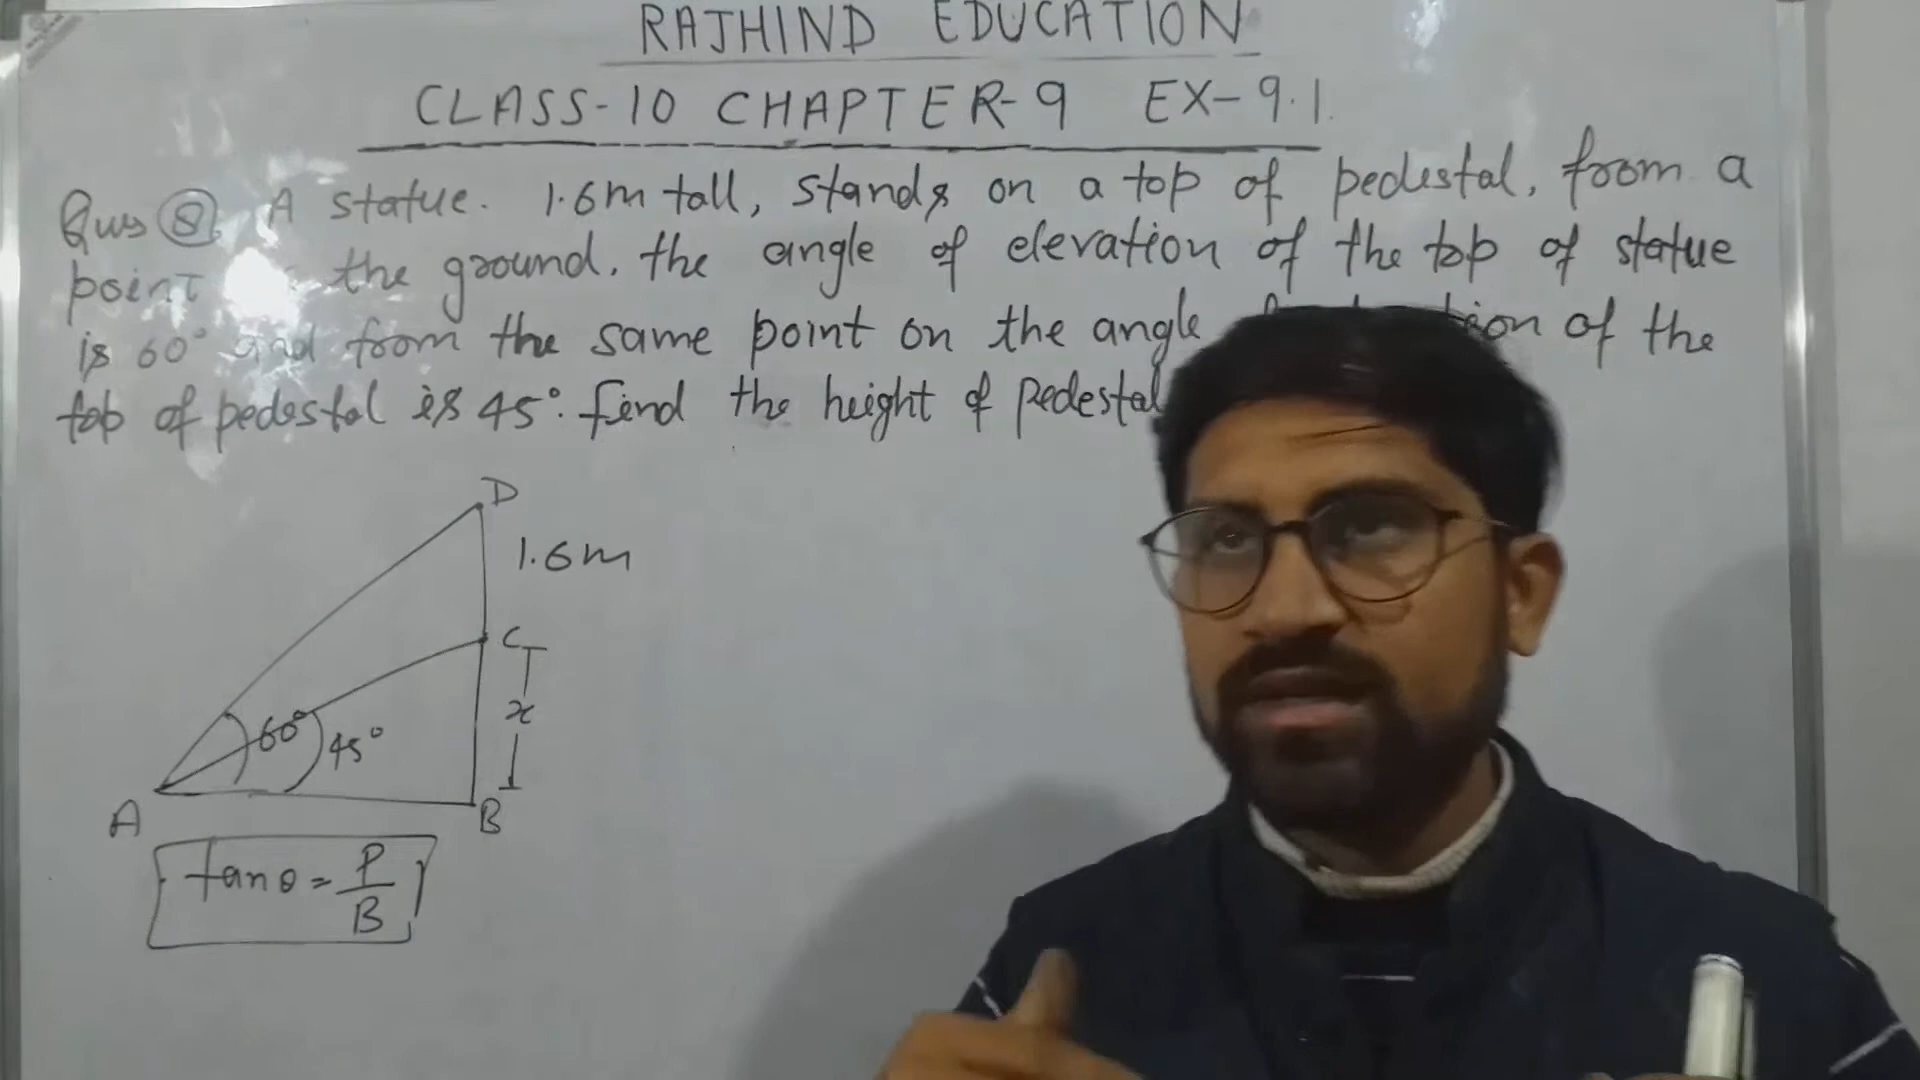 RAJHIND EDUCATION
CLASS-10 CHAPTER-9 EX-9.1
Qus 8 A statue. 1.6m tall, stands on a top of pedestal, from a
point the ground, the angle of elevation of the top of statue
is 60° and from the same point on the angle of the
top of pedestal is 45°. find the height of pedestal
D
1.6m
C
x
60°
45°
A
B
tanθ = P/B